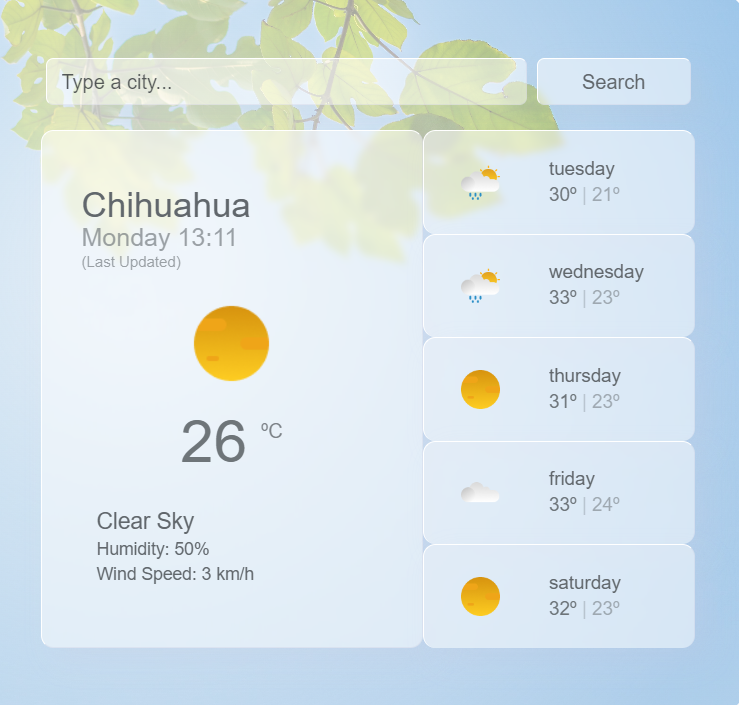 Type a city...
Search
Chihuahua
Monday 13:11
(Last Updated)
26 ºC
Clear Sky
Humidity: 50%
Wind Speed: 3 km/h
tuesday
30º | 21º
wednesday
33º | 23º
thursday
31º | 23º
friday
33º | 24º
saturday
32º | 23º